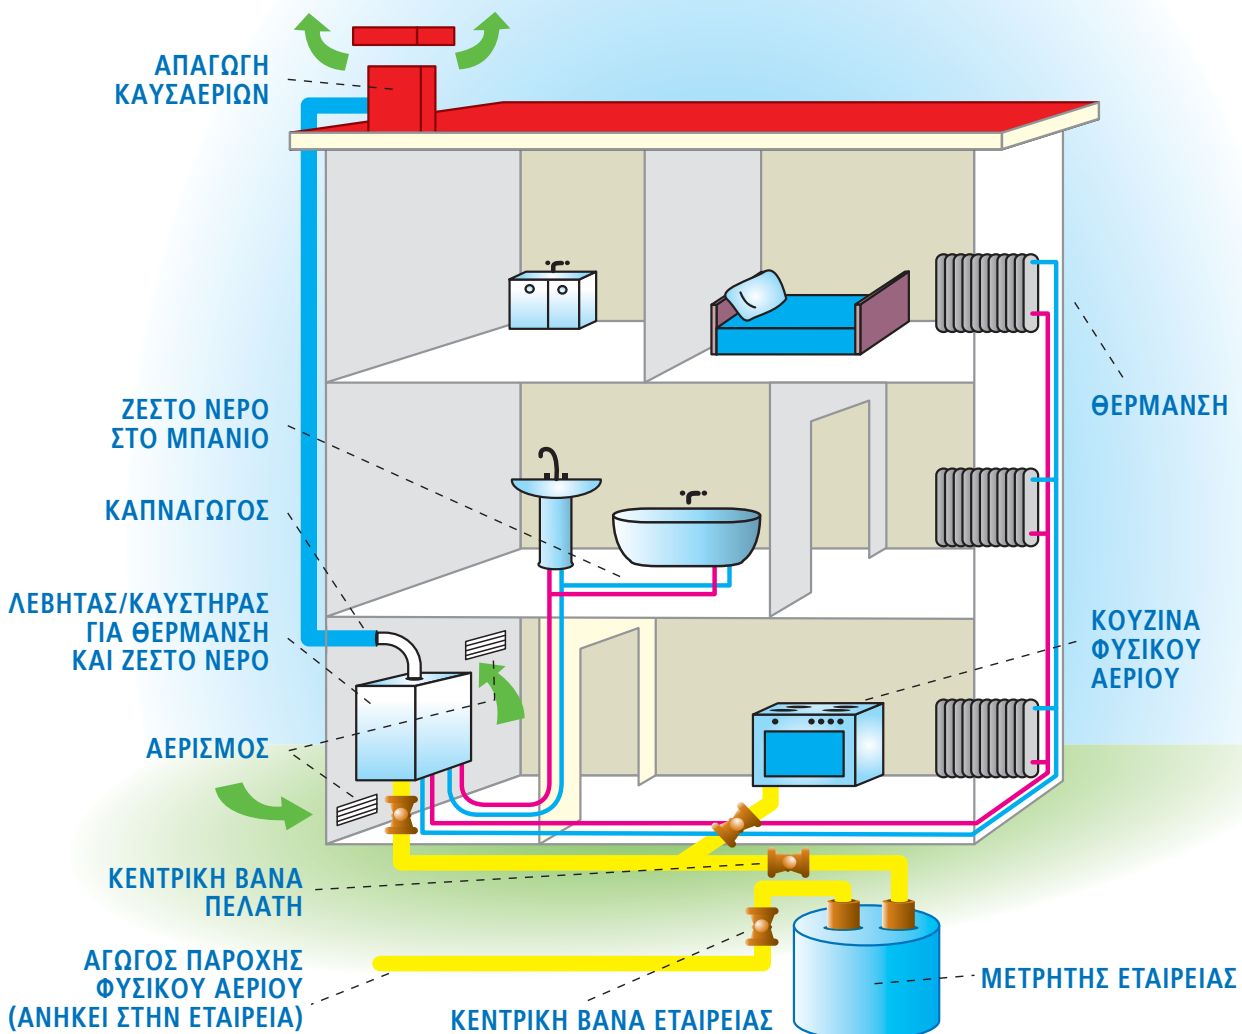 ΑΠΑΓΩΓΗ
ΚΑΥΣΑΕΡΙΩΝ
ΘΕΡΜΑΝΣΗ
ΖΕΣΤΟ ΝΕΡΟ
ΣΤΟ ΜΠΑΝΙΟ
ΚΑΠΝΑΓΩΓΟΣ
ΛΕΒΗΤΑΣ/ΚΑΥΣΤΗΡΑΣ
ΓΙΑ ΘΕΡΜΑΝΣΗ
ΚΑΙ ΖΕΣΤΟ ΝΕΡΟ
ΚΟΥΖΙΝΑ
ΦΥΣΙΚΟΥ
ΑΕΡΙΟΥ
ΑΕΡΙΣΜΟΣ
ΚΕΝΤΡΙΚΗ ΒΑΝΑ
ΠΕΛΑΤΗ
ΑΓΩΓΟΣ ΠΑΡΟΧΗΣ
ΦΥΣΙΚΟΥ ΑΕΡΙΟΥ
(ΑΝΗΚΕΙ ΣΤΗΝ ΕΤΑΙΡΕΙΑ)
ΜΕΤΡΗΤΗΣ ΕΤΑΙΡΕΙΑΣ
ΚΕΝΤΡΙΚΗ ΒΑΝΑ ΕΤΑΙΡΕΙΑΣ